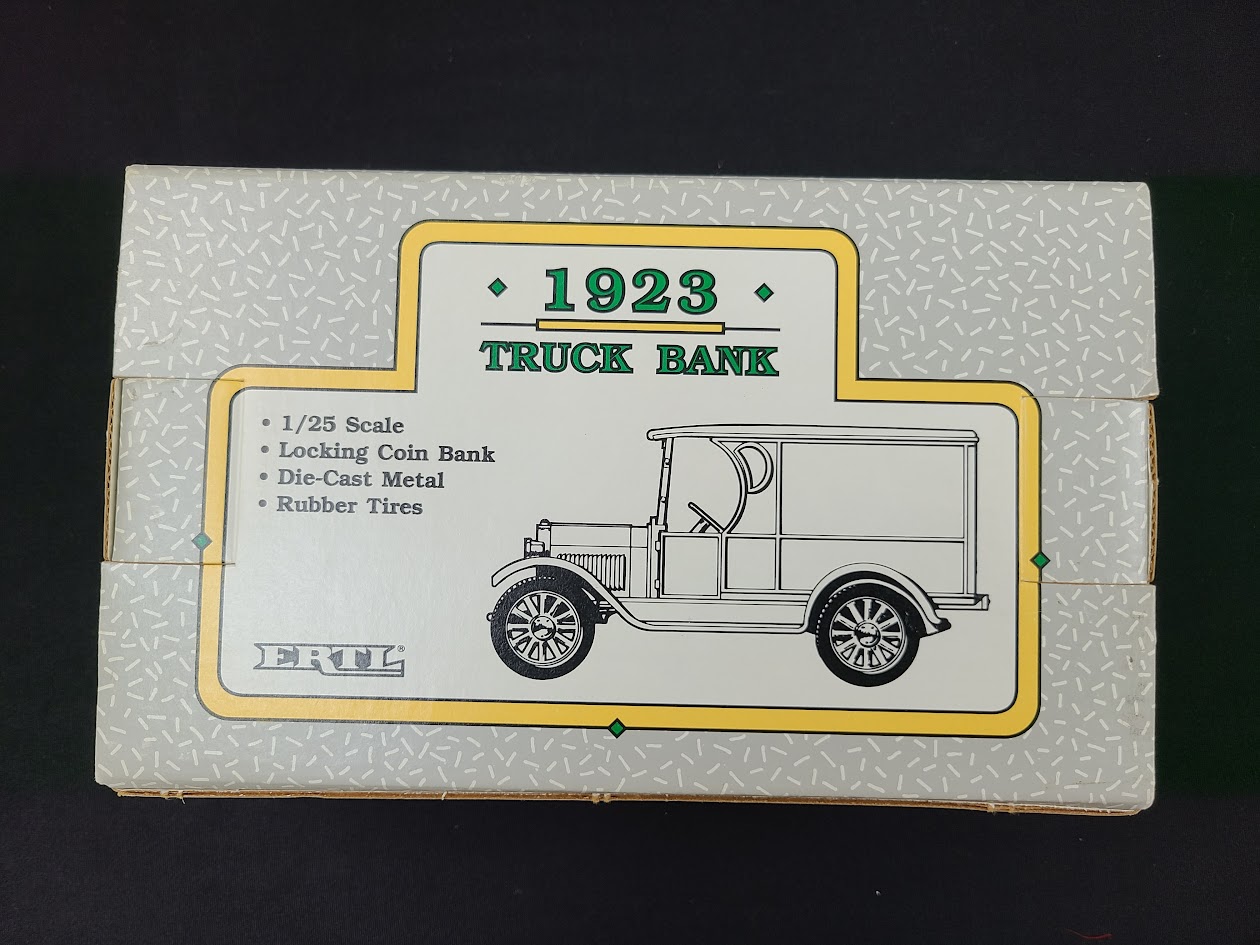 1923
TRUCK BANK
• 1/25 Scale
• Locking Coin Bank
• Die-Cast Metal
• Rubber Tires
ERTL®